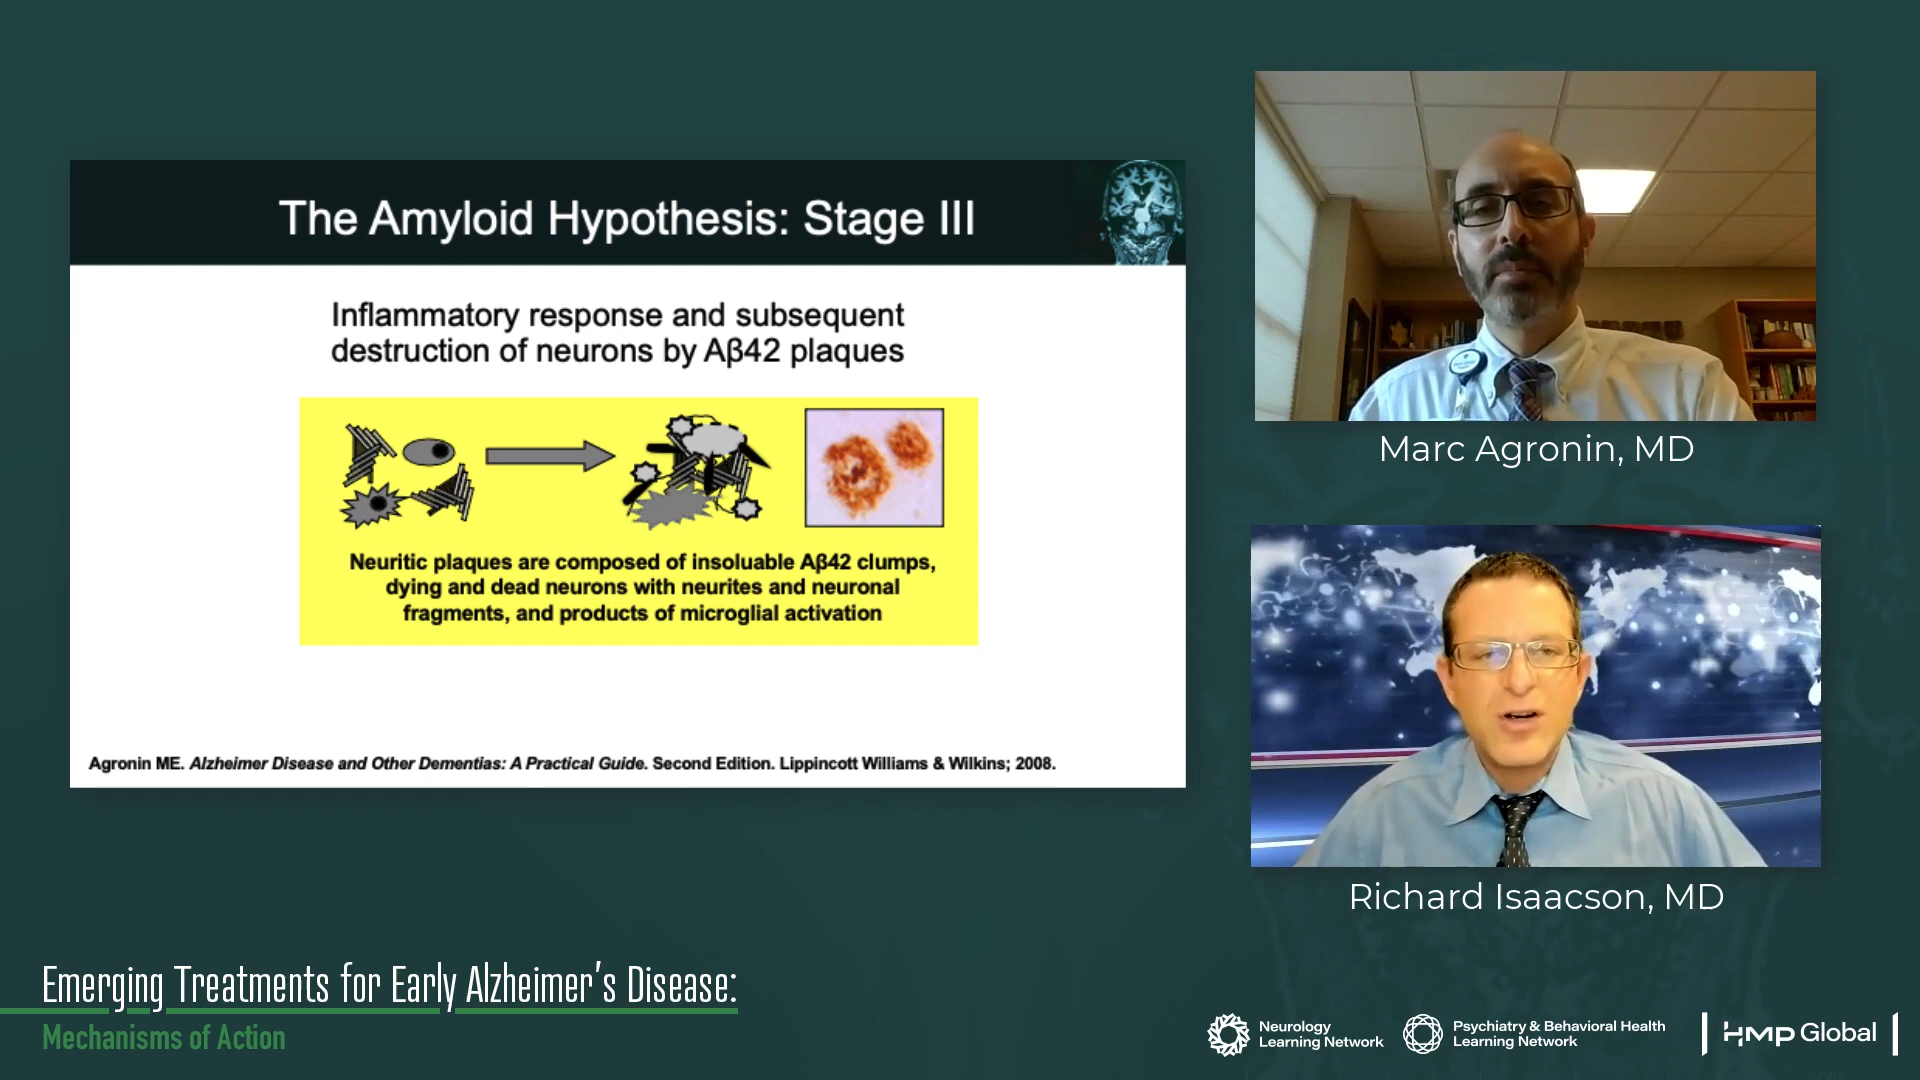 The Amyloid Hypothesis: Stage III
Inflammatory response and subsequent
destruction of neurons by Aβ42 plaques
Neuritic plaques are composed of insoluable Aβ42 clumps,
dying and dead neurons with neurites and neuronal
fragments, and products of microglial activation
Agronin ME. Alzheimer Disease and Other Dementias: A Practical Guide. Second Edition. Lippincott Williams & Wilkins; 2008.
Marc Agronin, MD
Richard Isaacson, MD
Emerging Treatments for Early Alzheimer's Disease:
Mechanisms of Action
Neurology
Learning Network
Psychiatry & Behavioral Health
Learning Network
HMP Global